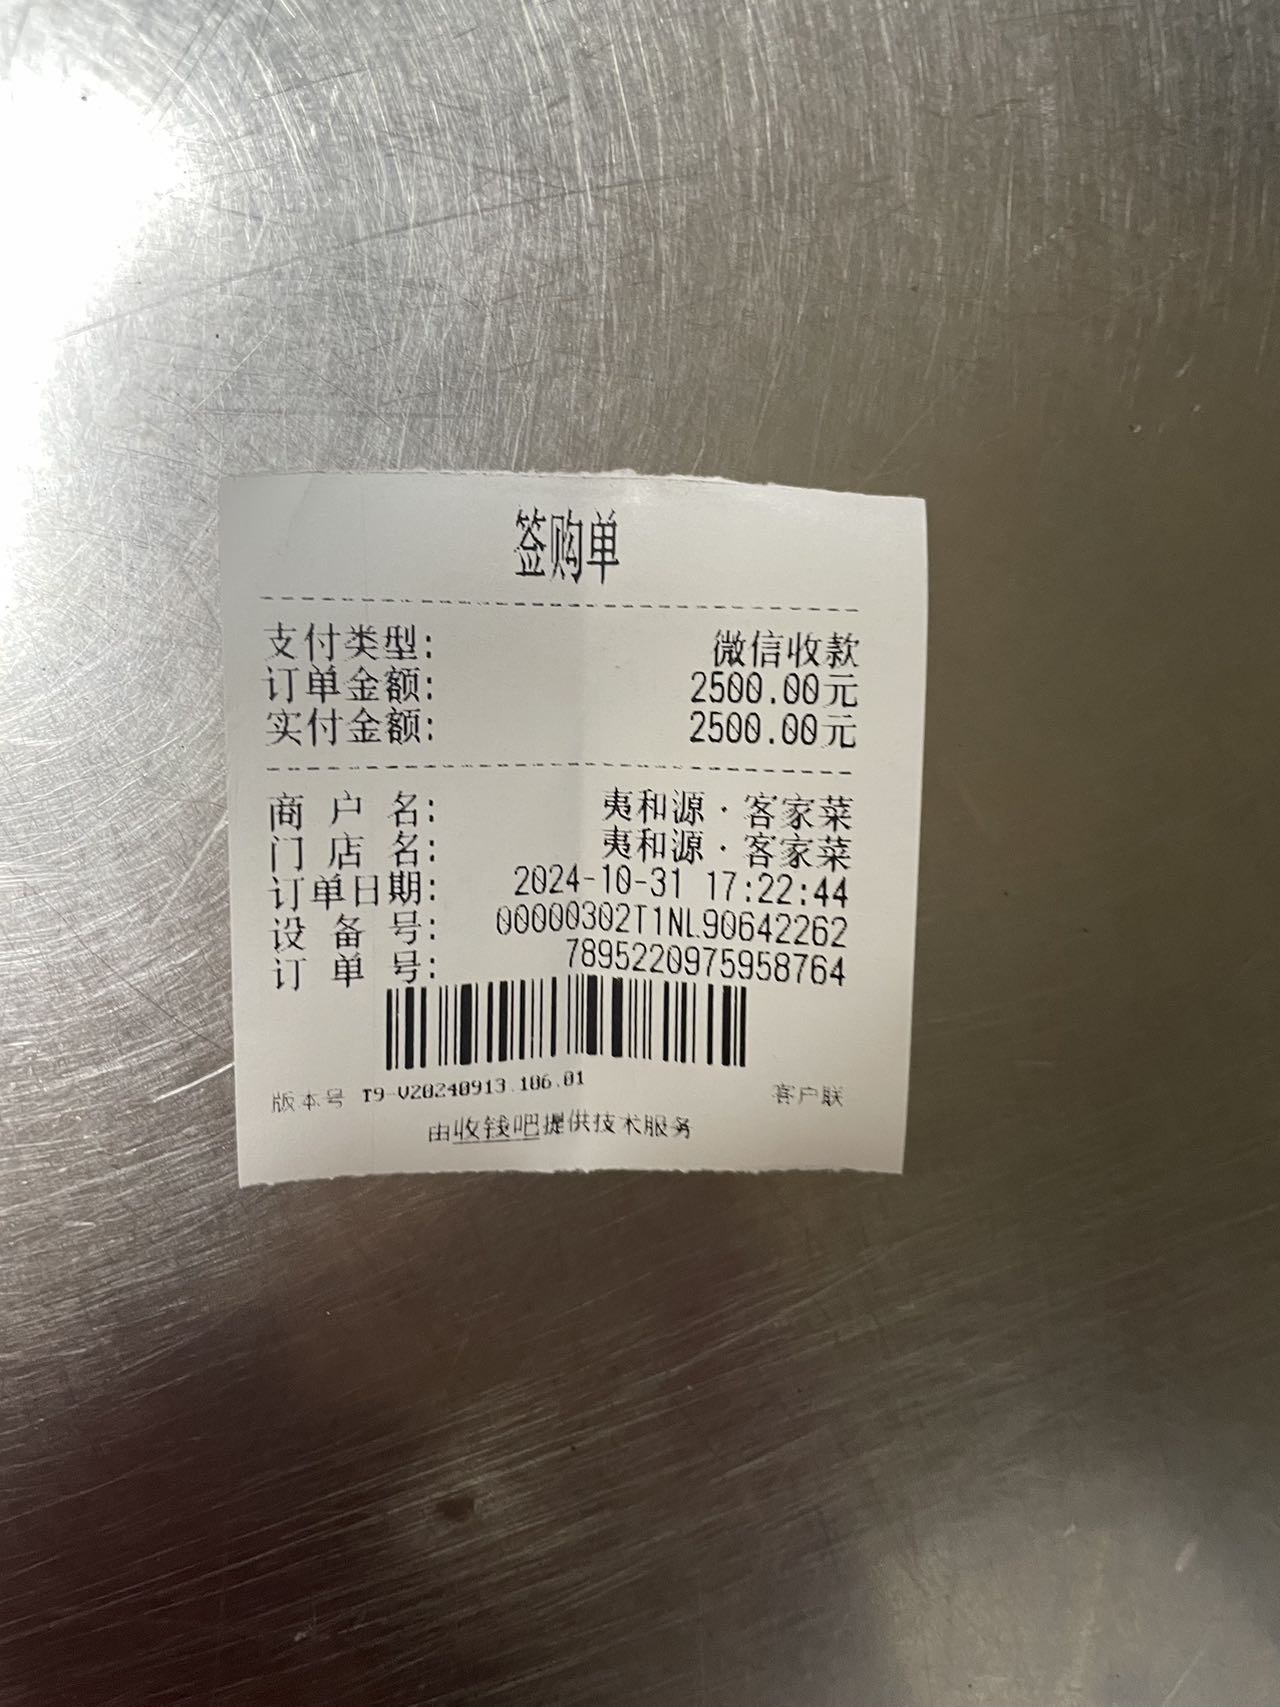 签购单
支付类型: 微信收款
订单金额: 2500.00元
实付金额: 2500.00元
商户名: 夷和源·客家菜
门店名: 夷和源·客家菜
订单日期: 2024-10-31 17:22:44
设备号: 00000302T1NL90642262
订单号: 7895220975958764
版本号 T9-V20240913.106.01 客户联
由收钱吧提供技术服务